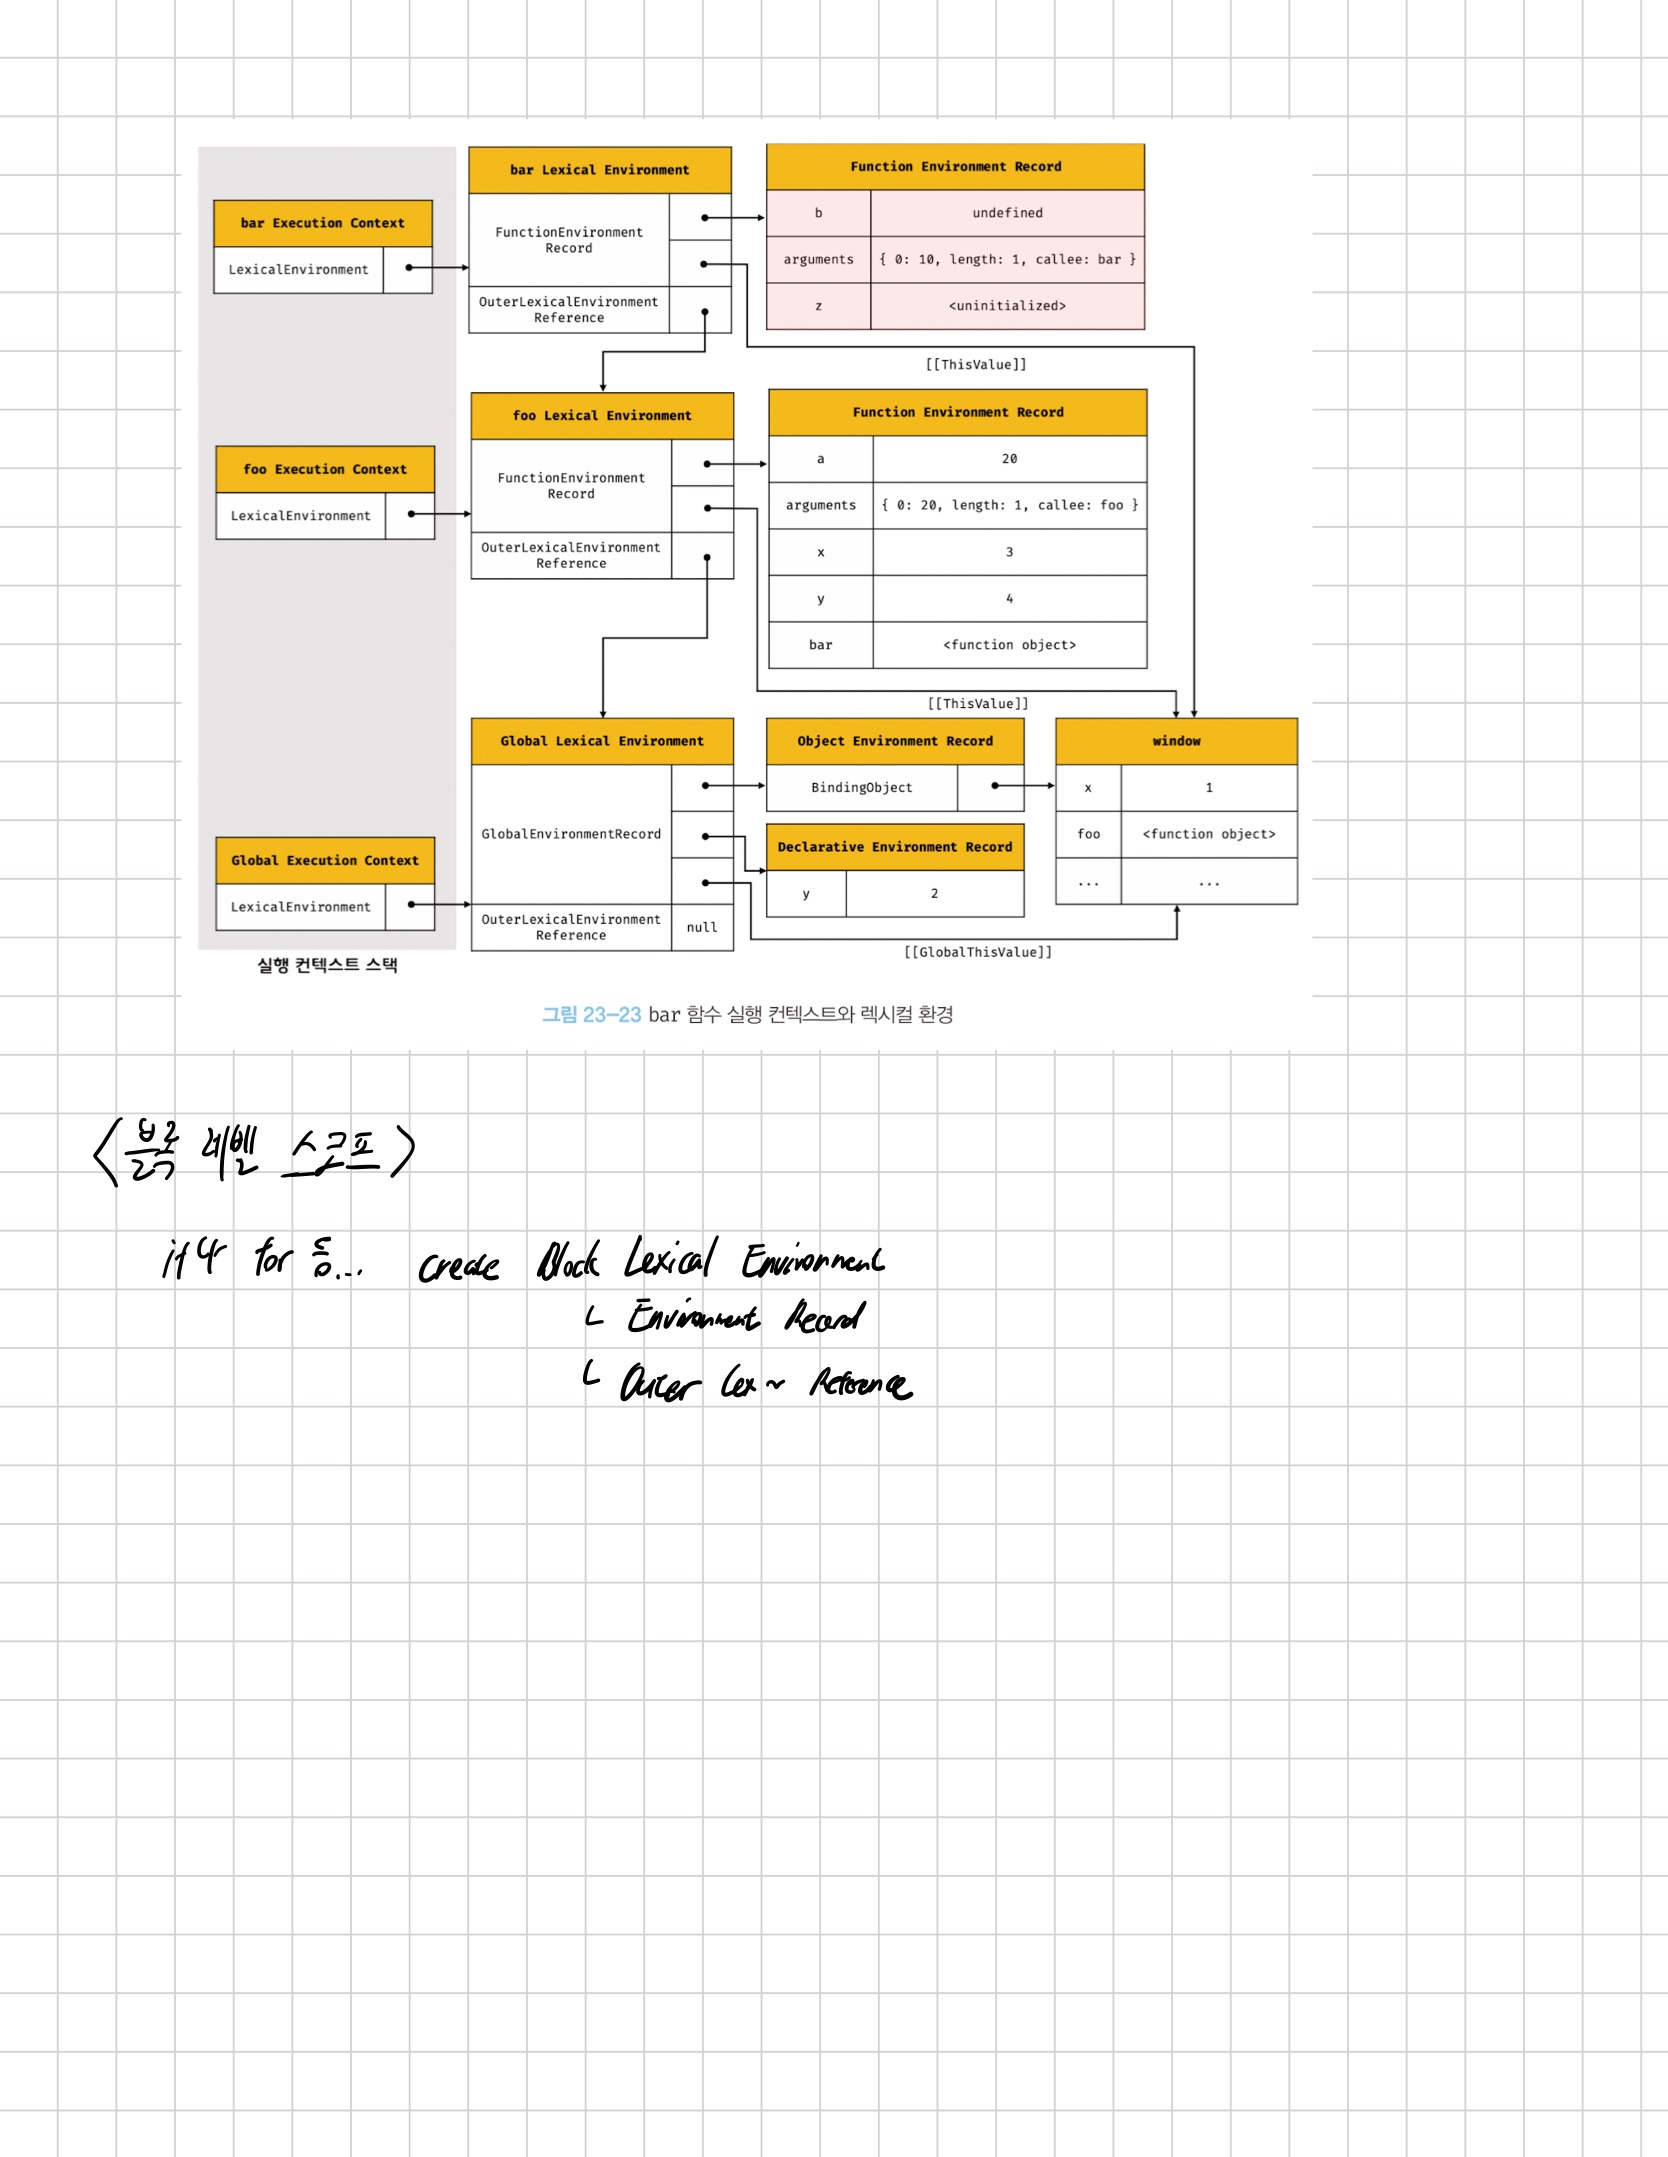 bar Execution Context
LexicalEnvironment
bar Lexical Environment
FunctionEnvironment
Record
OuterLexicalEnvironment
Reference
Function Environment Record
b undefined
arguments { 0: 10, length: 1, callee: bar }
z <uninitialized>
[[ThisValue]]
foo Execution Context
LexicalEnvironment
foo Lexical Environment
FunctionEnvironment
Record
OuterLexicalEnvironment
Reference
Function Environment Record
a 20
arguments { 0: 20, length: 1, callee: foo }
x 3
y 4
bar <function object>
[[ThisValue]]
Global Execution Context
LexicalEnvironment
Global Lexical Environment
GlobalEnvironmentRecord
OuterLexicalEnvironment
Reference
null
Object Environment Record
BindingObject
Declarative Environment Record
y 2
window
x 1
foo <function object>
... ...
[[GlobalThisValue]]
실행 컨텍스트 스택
그림 23–23 bar 함수 실행 컨텍스트와 렉시컬 환경
<블록 레벨 스코프>
if나 for 등... create Block Lexical Environment
ㄴ Environment Record
ㄴ Outer Lex ~ Reference